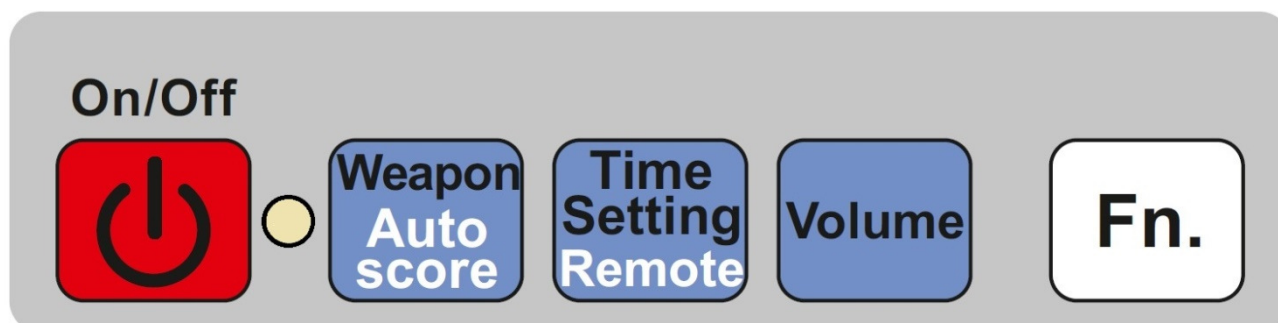 On/Off
Weapon
Auto
score
Time
Setting
Remote
Volume
Fn.